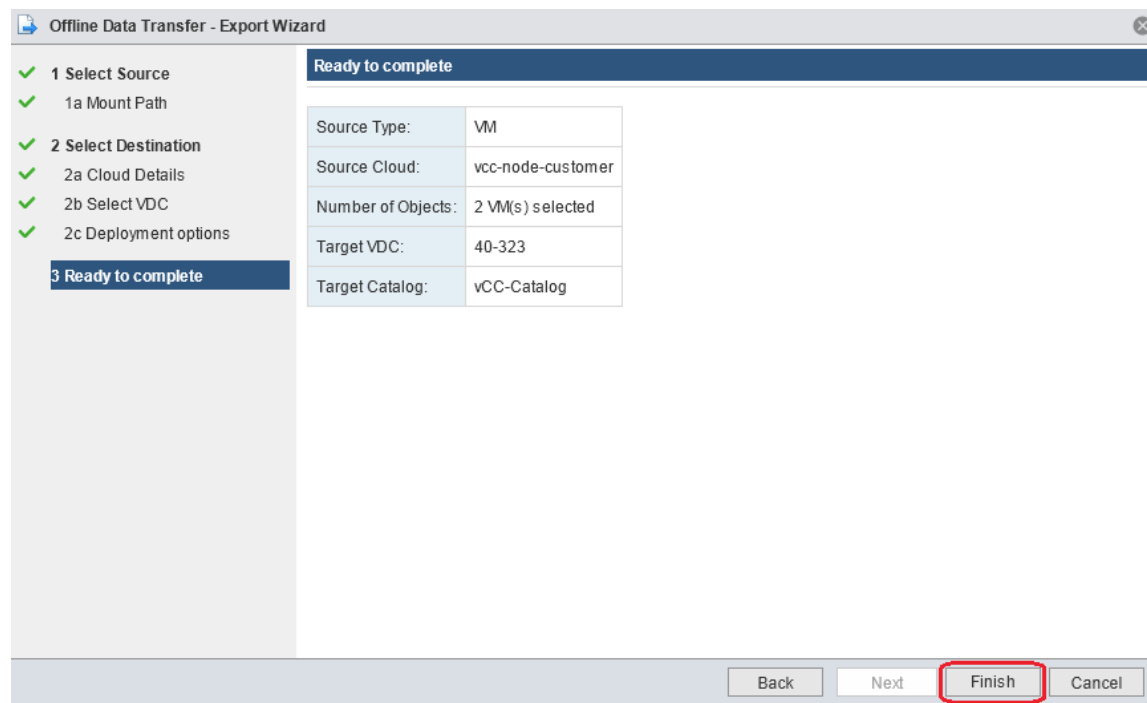 Offline Data Transfer - Export Wizard
1 Select Source
1a Mount Path
2 Select Destination
2a Cloud Details
2b Select VDC
2c Deployment options
3 Ready to complete
Ready to complete
Source Type: VM
Source Cloud: vcc-node-customer
Number of Objects: 2 VM(s) selected
Target VDC: 40-323
Target Catalog: vCC-Catalog
Back Next Finish Cancel